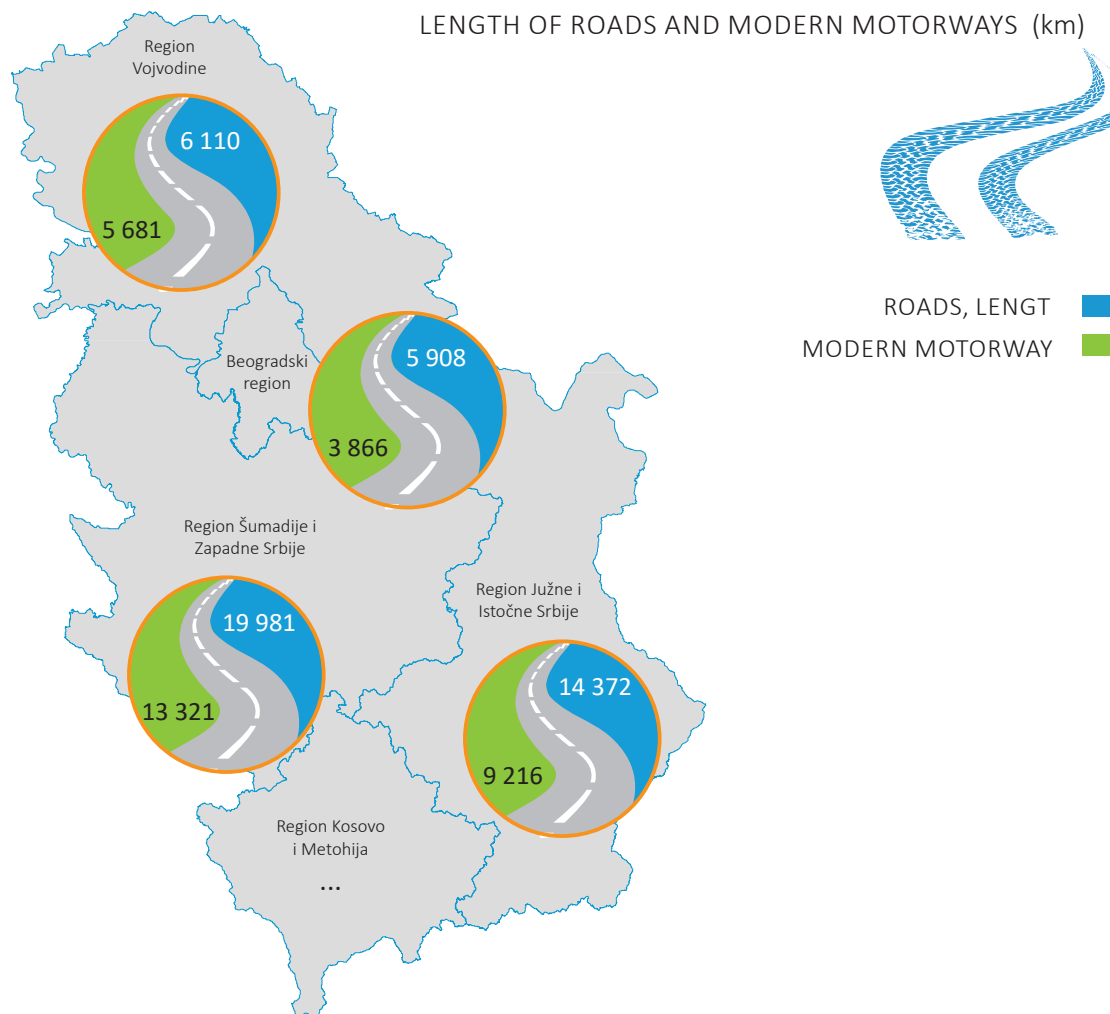 LENGTH OF ROADS AND MODERN MOTORWAYS (km)
Region
Vojvodine
6 110
5 681
ROADS, LENGT
MODERN MOTORWAY
Beogradski
region
5 908
3 866
Region Šumadije i
Zapadne Srbije
19 981
13 321
Region Južne i
Istočne Srbije
14 372
9 216
Region Kosovo
i Metohija
...